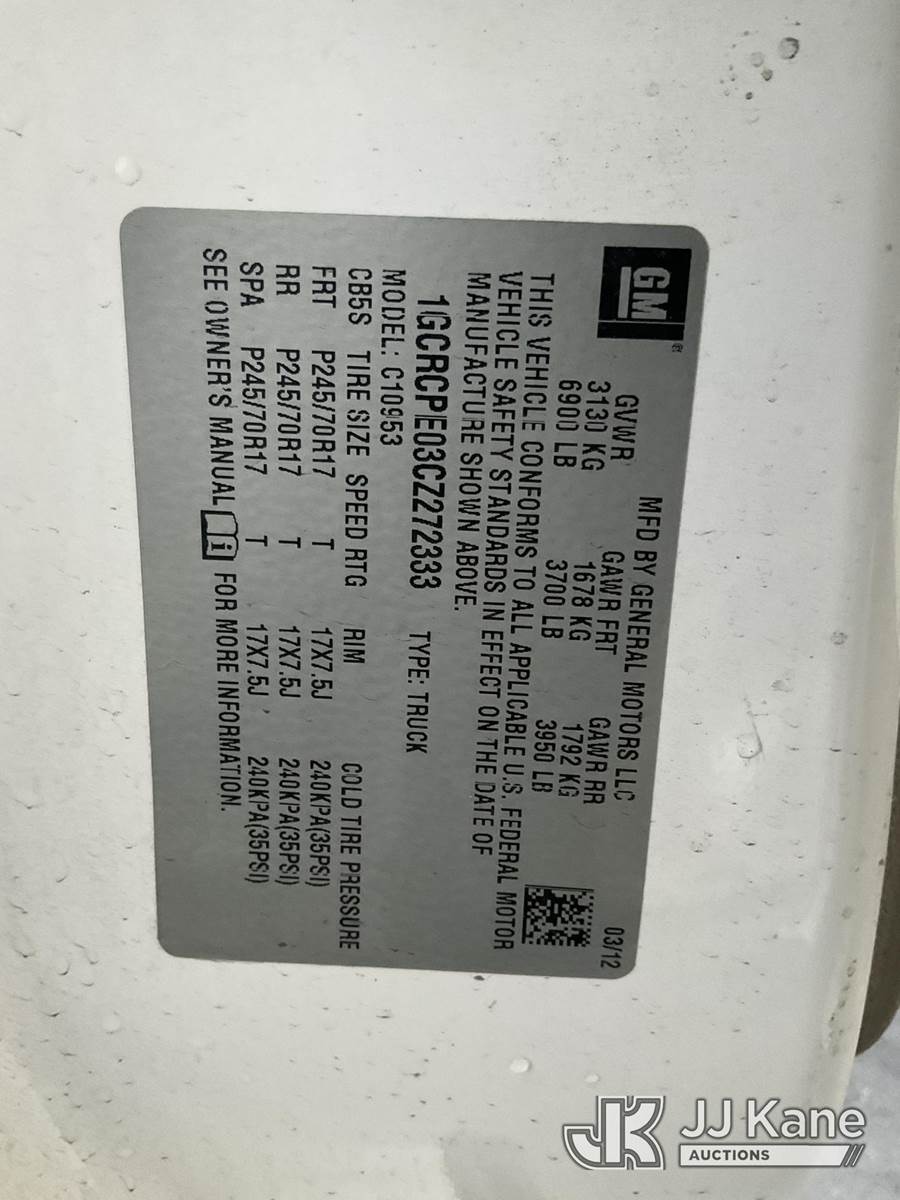 GM
MFD BY GENERAL MOTORS LLC
03/12
GVWR GAWR FRT GAWR RR
3130 KG 1678 KG 1792 KG
6900 LB 3700 LB 3950 LB
THIS VEHICLE CONFORMS TO ALL APPLICABLE U.S. FEDERAL MOTOR
VEHICLE SAFETY STANDARDS IN EFFECT ON THE DATE OF
MANUFACTURE SHOWN ABOVE.
1GCRCPE03CZ272333 TYPE: TRUCK
MODEL: C10953
CB5S TIRE SIZE SPEED RTG RIM COLD TIRE PRESSURE
FRT P245/70R17 T 17X7.5J 240KPA(35PSI)
RR P245/70R17 T 17X7.5J 240KPA(35PSI)
SPA P245/70R17 T 17X7.5J 240KPA(35PSI)
SEE OWNER'S MANUAL FOR MORE INFORMATION.
JK JJ Kane
AUCTIONS